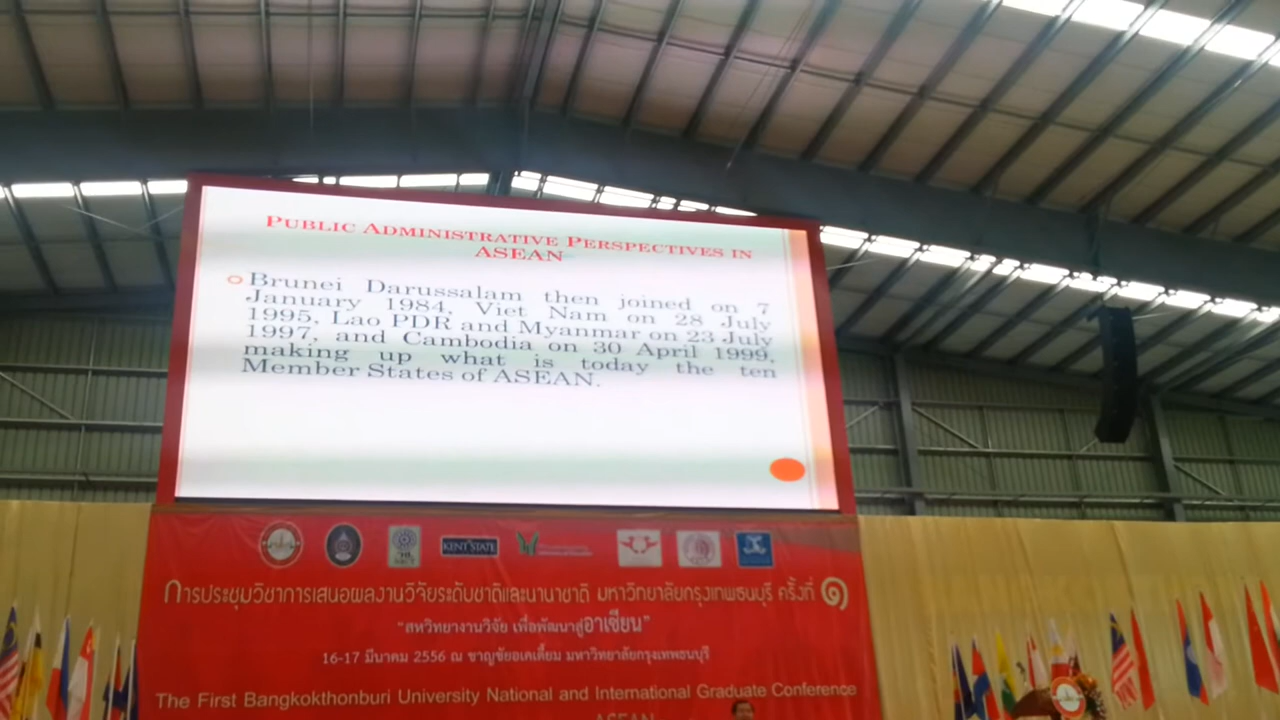 PUBLIC ADMINISTRATIVE PERSPECTIVES IN
ASEAN
Brunei Darussalam then joined on 7
January 1984, Viet Nam on 28 July
1995, Lao PDR and Myanmar on 23 July
1997, and Cambodia on 30 April 1999,
making up what is today the ten
Member States of ASEAN.
KENT STATE
การประชุมวิชาการเสนอผลงานวิจัยระดับชาติและนานาชาติ มหาวิทยาลัยกรุงเทพธนบุรี ครั้งที่ ๑
"สหวิทยางานวิจัย เพื่อพัฒนาสู่อาเซียน"
16-17 มีนาคม 2556 ณ ชาญชัยอเคเดี้ยม มหาวิทยาลัยกรุงเทพธนบุรี
The First Bangkokthonburi University National and International Graduate Conference
ASEAN